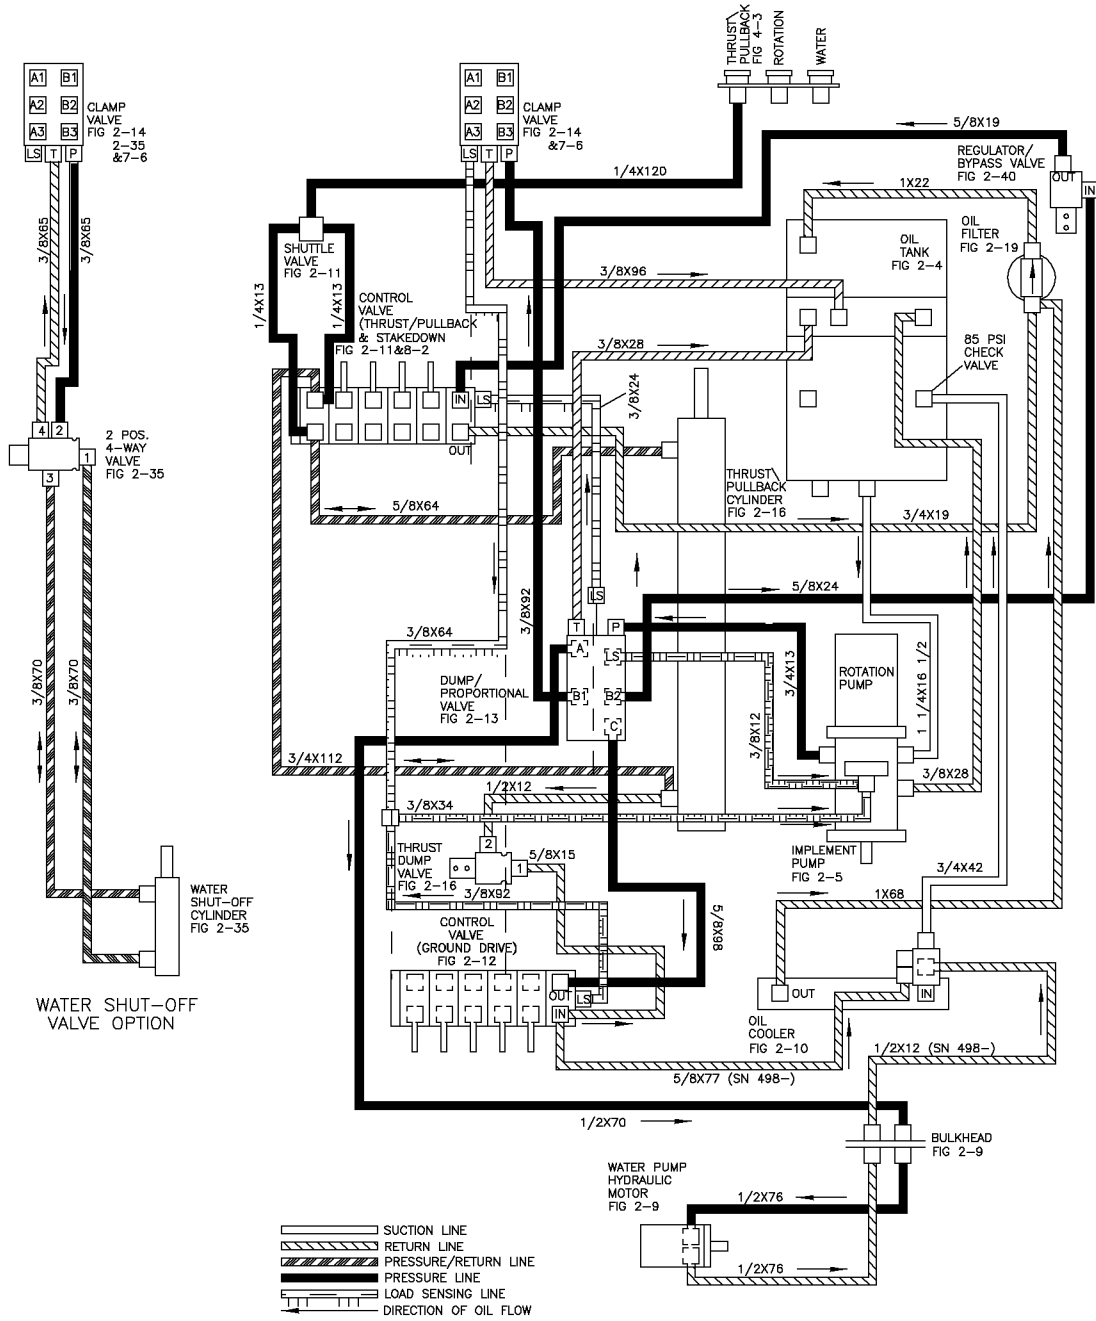 THRUST/
PULLBACK
FIG 4-3
ROTATION
WATER
A1
B1
A2
B2
A3
B3
LS
T
P
CLAMP
VALVE
FIG 2-14
2-35
&7-6
A1
B1
A2
B2
A3
B3
LS
T
P
CLAMP
VALVE
FIG 2-14
&7-6
5/8X19
REGULATOR/
BYPASS VALVE
FIG 2-40
OUT
IN
1/4X120
1X22
3/8X65
3/8X65
SHUTTLE
VALVE
FIG 2-11
1/4X13
1/4X13
OIL
TANK
FIG 2-4
OIL
FILTER
FIG 2-19
3/8X96
CONTROL
VALVE
(THRUST/PULLBACK
& STAKEDOWN
FIG 2-11&8-2
3/8X28
85 PSI
CHECK
VALVE
3/8X24
IN
LS
OUT
4
2
1
3
2 POS.
4-WAY
VALVE
FIG 2-35
THRUST/
PULLBACK
CYLINDER
FIG 2-16
5/8X64
3/4X19
5/8X24
3/8X92
LS
T
P
A
LS
B1
B2
C
3/8X64
DUMP/
PROPORTIONAL
VALVE
FIG 2-13
3/4X13
ROTATION
PUMP
1 1/4X16 1/2
3/8X70
3/8X70
3/8X12
3/4X112
3/8X28
1/2X12
3/8X34
THRUST
DUMP
VALVE
FIG 2-16
2
1
5/8X15
IMPLEMENT
PUMP
FIG 2-5
3/4X42
1X68
3/8X92
WATER
SHUT-OFF
CYLINDER
FIG 2-35
CONTROL
VALVE
(GROUND DRIVE)
FIG 2-12
5/8X98
OUT
LS
IN
OUT
IN
WATER SHUT-OFF
VALVE OPTION
OIL
COOLER
FIG 2-10
1/2X12 (SN 498-)
5/8X77 (SN 498-)
1/2X70
BULKHEAD
FIG 2-9
WATER PUMP
HYDRAULIC
MOTOR
FIG 2-9
1/2X76
1/2X76
SUCTION LINE
RETURN LINE
PRESSURE/RETURN LINE
PRESSURE LINE
LOAD SENSING LINE
DIRECTION OF OIL FLOW